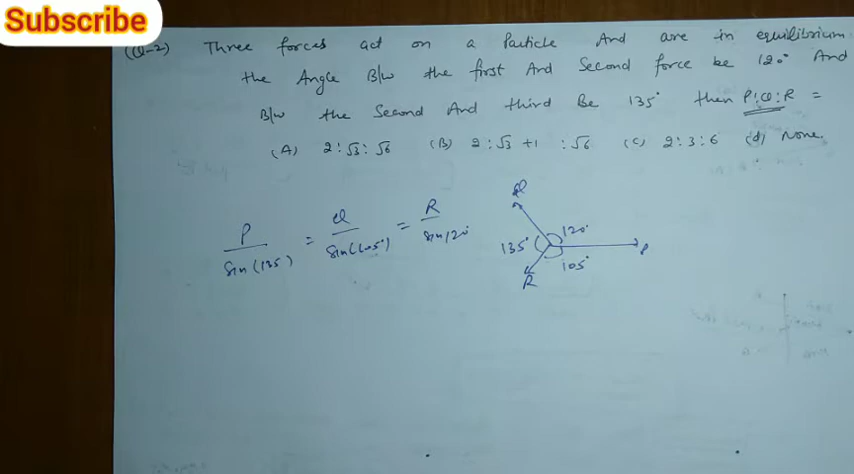 Subscribe
(Q-2) Three forces act on a Particle And are in equilibrium
the Angle B/w the first And Second force be 120° And
B/w the Second And third Be 135° then P:Q:R =
(A) 2:√3:√6 (B) 2:√3+1:√6 (C) 2:3:6 (d) None
P/sin(135) = Q/sin(105°) = R/sin120°
Q
120°
135°
P
105°
R